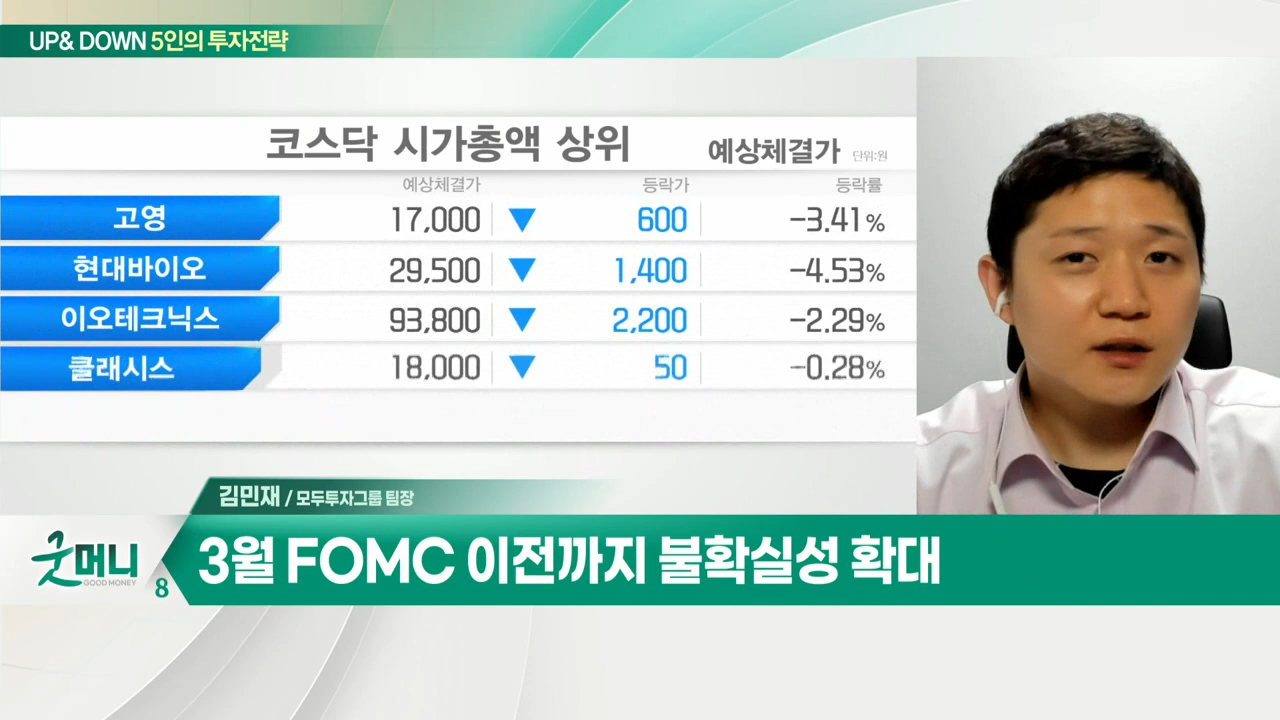 UP& DOWN 5인의 투자전략
코스닥 시가총액 상위 예상체결가 단위:원
예상체결가 등락가 등락률
고영 17,000 ▼ 600 -3.41%
현대바이오 29,500 ▼ 1,400 -4.53%
이오테크닉스 93,800 ▼ 2,200 -2.29%
클래시스 18,000 ▼ 50 -0.28%
김민재 / 모두투자그룹 팀장
굿머니
GOOD MONEY
8
3월 FOMC 이전까지 불확실성 확대